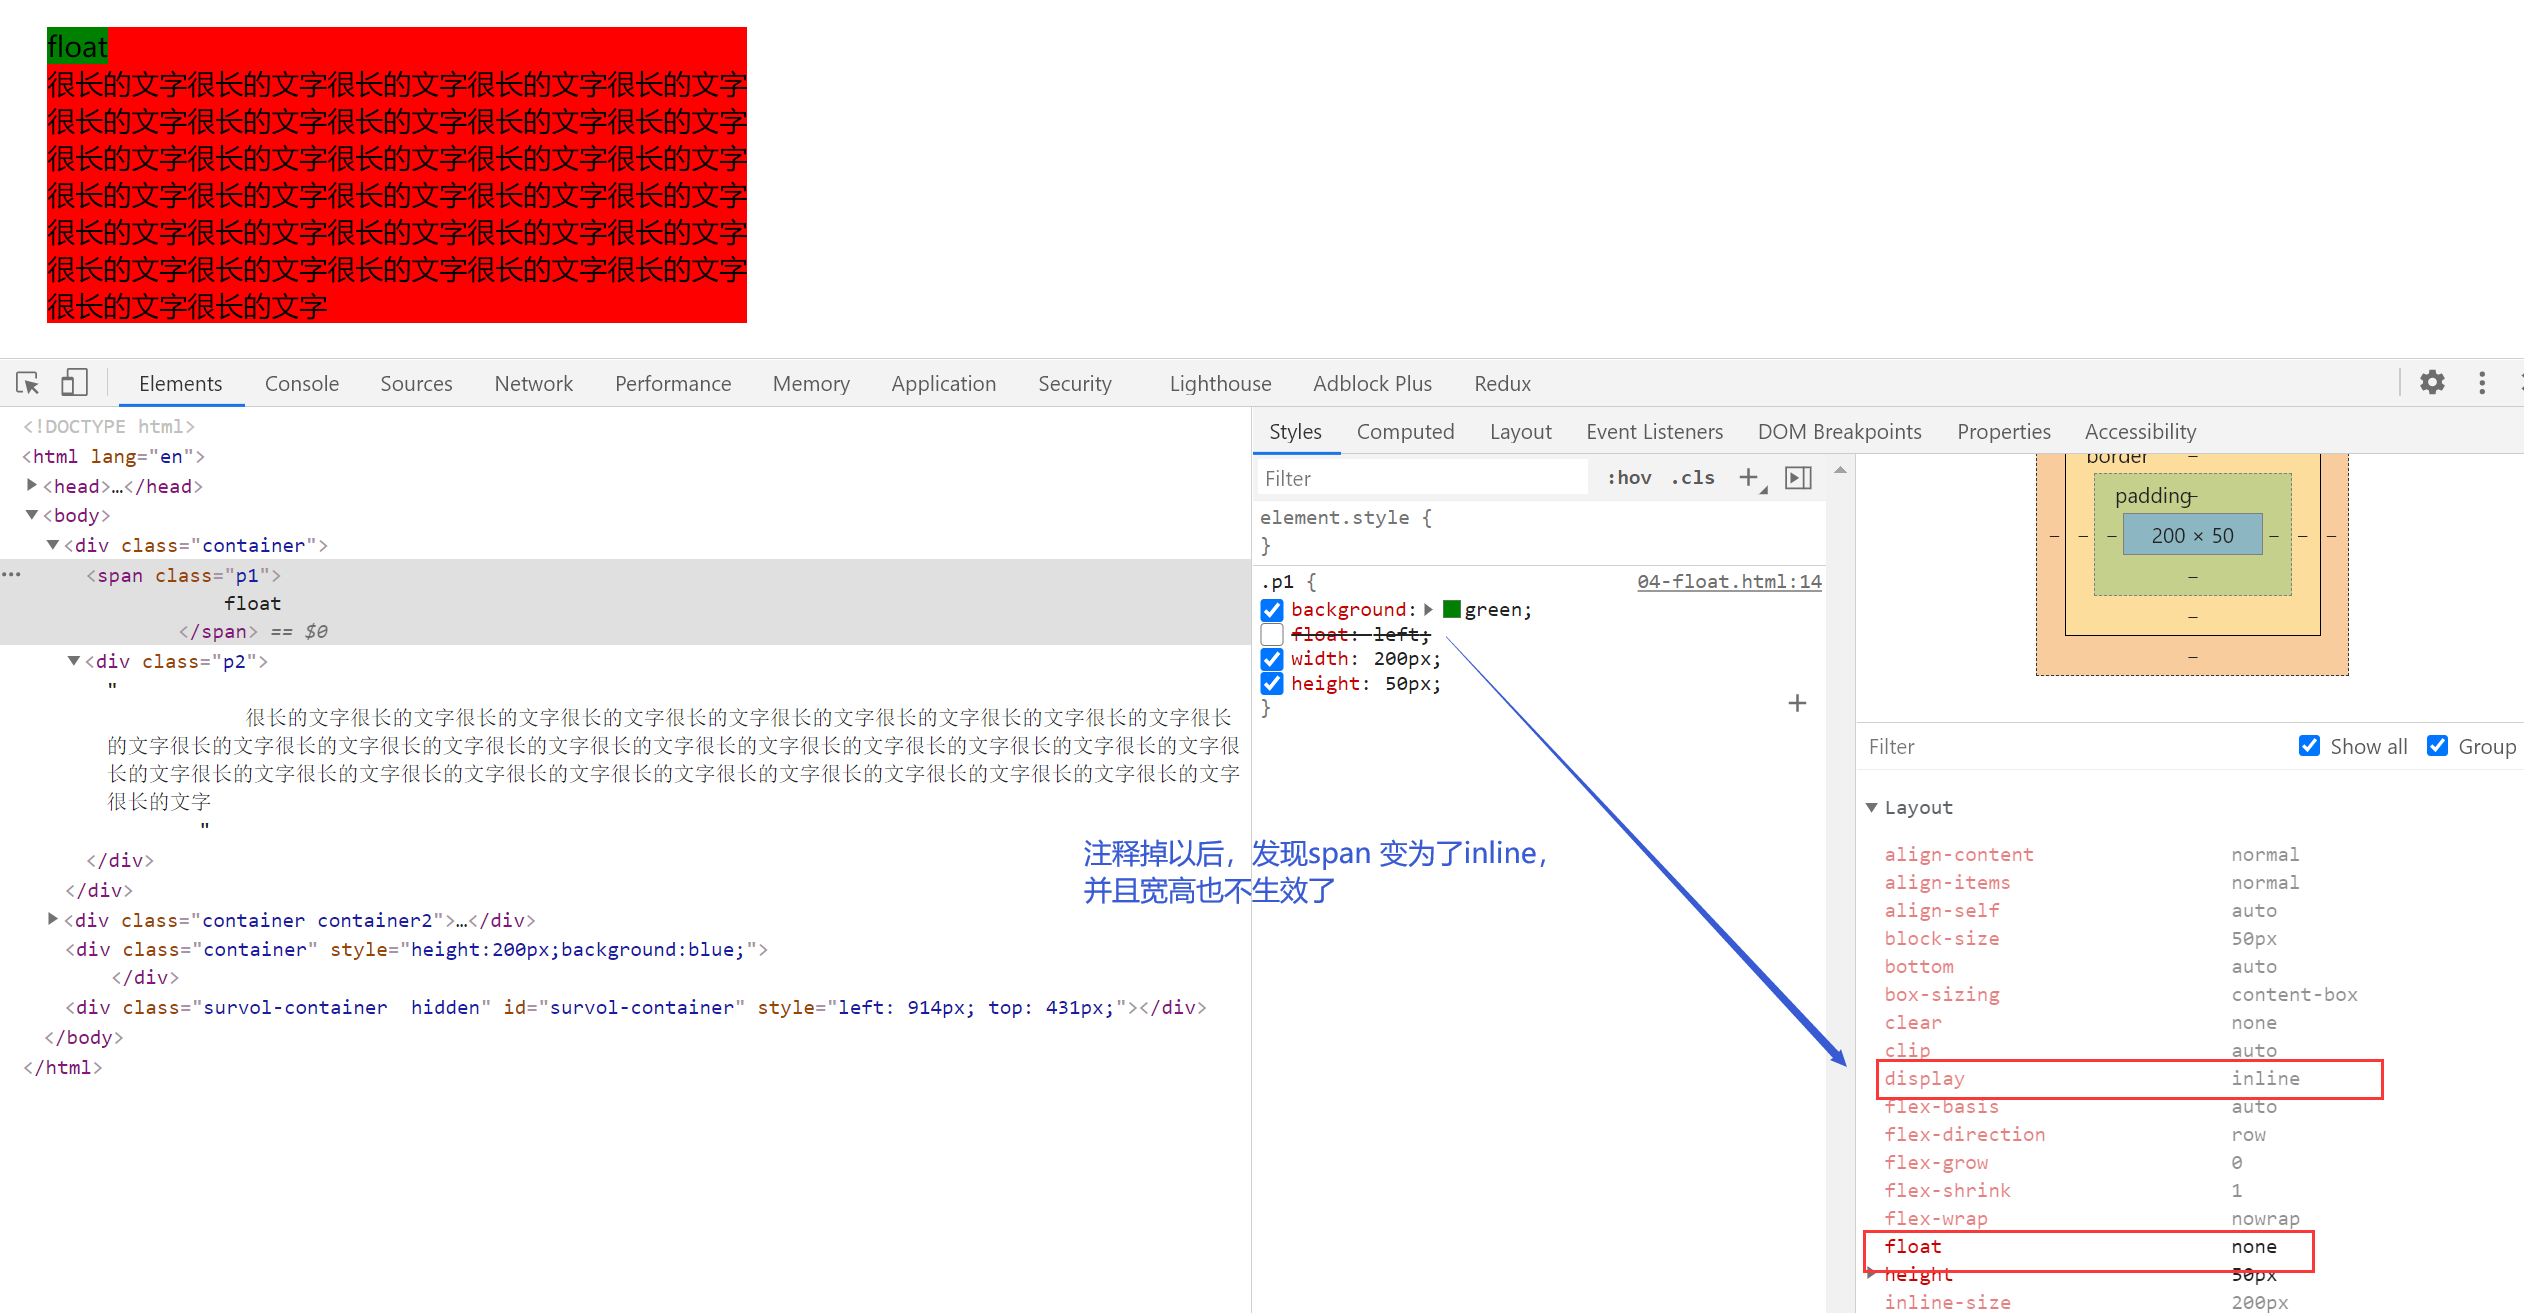 float
很长的文字很长的文字很长的文字很长的文字很长的文字
很长的文字很长的文字很长的文字很长的文字很长的文字
很长的文字很长的文字很长的文字很长的文字很长的文字
很长的文字很长的文字很长的文字很长的文字很长的文字
很长的文字很长的文字很长的文字很长的文字很长的文字
很长的文字很长的文字很长的文字很长的文字很长的文字
很长的文字很长的文字
Elements Console Sources Network Performance Memory Application Security Lighthouse Adblock Plus Redux
<!DOCTYPE html>
<html lang="en">
<head>…</head>
<body>
<div class="container">
<span class="p1">
float
</span> == $0
<div class="p2">
"
很长的文字很长的文字很长的文字很长的文字很长的文字很长的文字很长的文字很长的文字很长的文字很长
的文字很长的文字很长的文字很长的文字很长的文字很长的文字很长的文字很长的文字很长的文字很长的文字很长的文字很
长的文字很长的文字很长的文字很长的文字很长的文字很长的文字很长的文字很长的文字很长的文字很长的文字很长的文字
很长的文字
"
</div>
</div>
<div class="container container2">…</div>
<div class="container" style="height:200px;background:blue;">
</div>
<div class="survol-container  hidden" id="survol-container" style="left: 914px; top: 431px;"></div>
</body>
</html>
Styles Computed Layout Event Listeners DOM Breakpoints Properties Accessibility
Filter :hov .cls
element.style {
}
.p1 { 04-float.html:14
background: green;
float: left;
width: 200px;
height: 50px;
}
注释掉以后，发现span 变为了inline，
并且宽高也不生效了
border –
padding –
– – – 200 × 50 – – –
–
–
–
Filter Show all Group
Layout
align-content normal
align-items normal
align-self auto
block-size 50px
bottom auto
box-sizing content-box
clear none
clip auto
display inline
flex-basis auto
flex-direction row
flex-grow 0
flex-shrink 1
flex-wrap nowrap
float none
height 50px
inline-size 200px